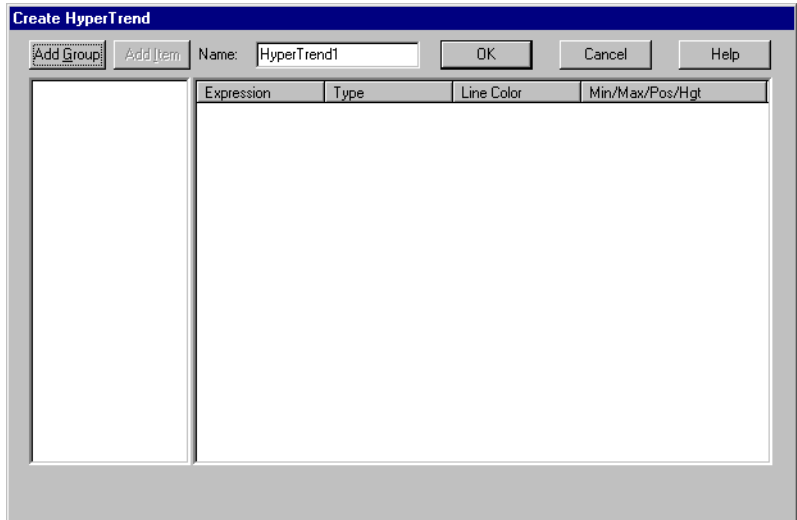 Create HyperTrend
Add Group Add Item Name: HyperTrend1 OK Cancel Help
Expression Type Line Color Min/Max/Pos/Hgt